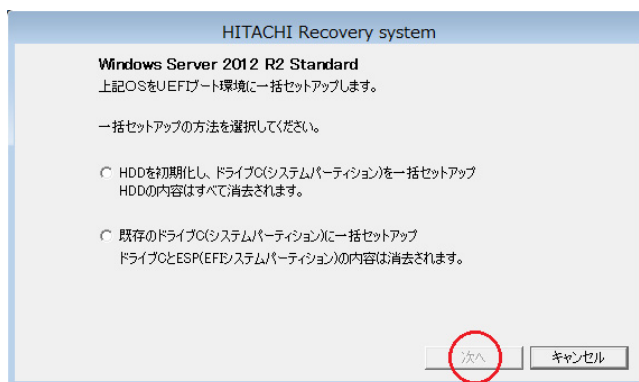 HITACHI Recovery system
Windows Server 2012 R2 Standard
上記OSをUEFIブート環境に一括セットアップします。
一括セットアップの方法を選択してください。
HDDを初期化し、ドライブC(システムパーティション)を一括セットアップ
HDDの内容はすべて消去されます。
既存のドライブC(システムパーティション)に一括セットアップ
ドライブCとESP(EFIシステムパーティション)の内容は消去されます。
次へ
キャンセル